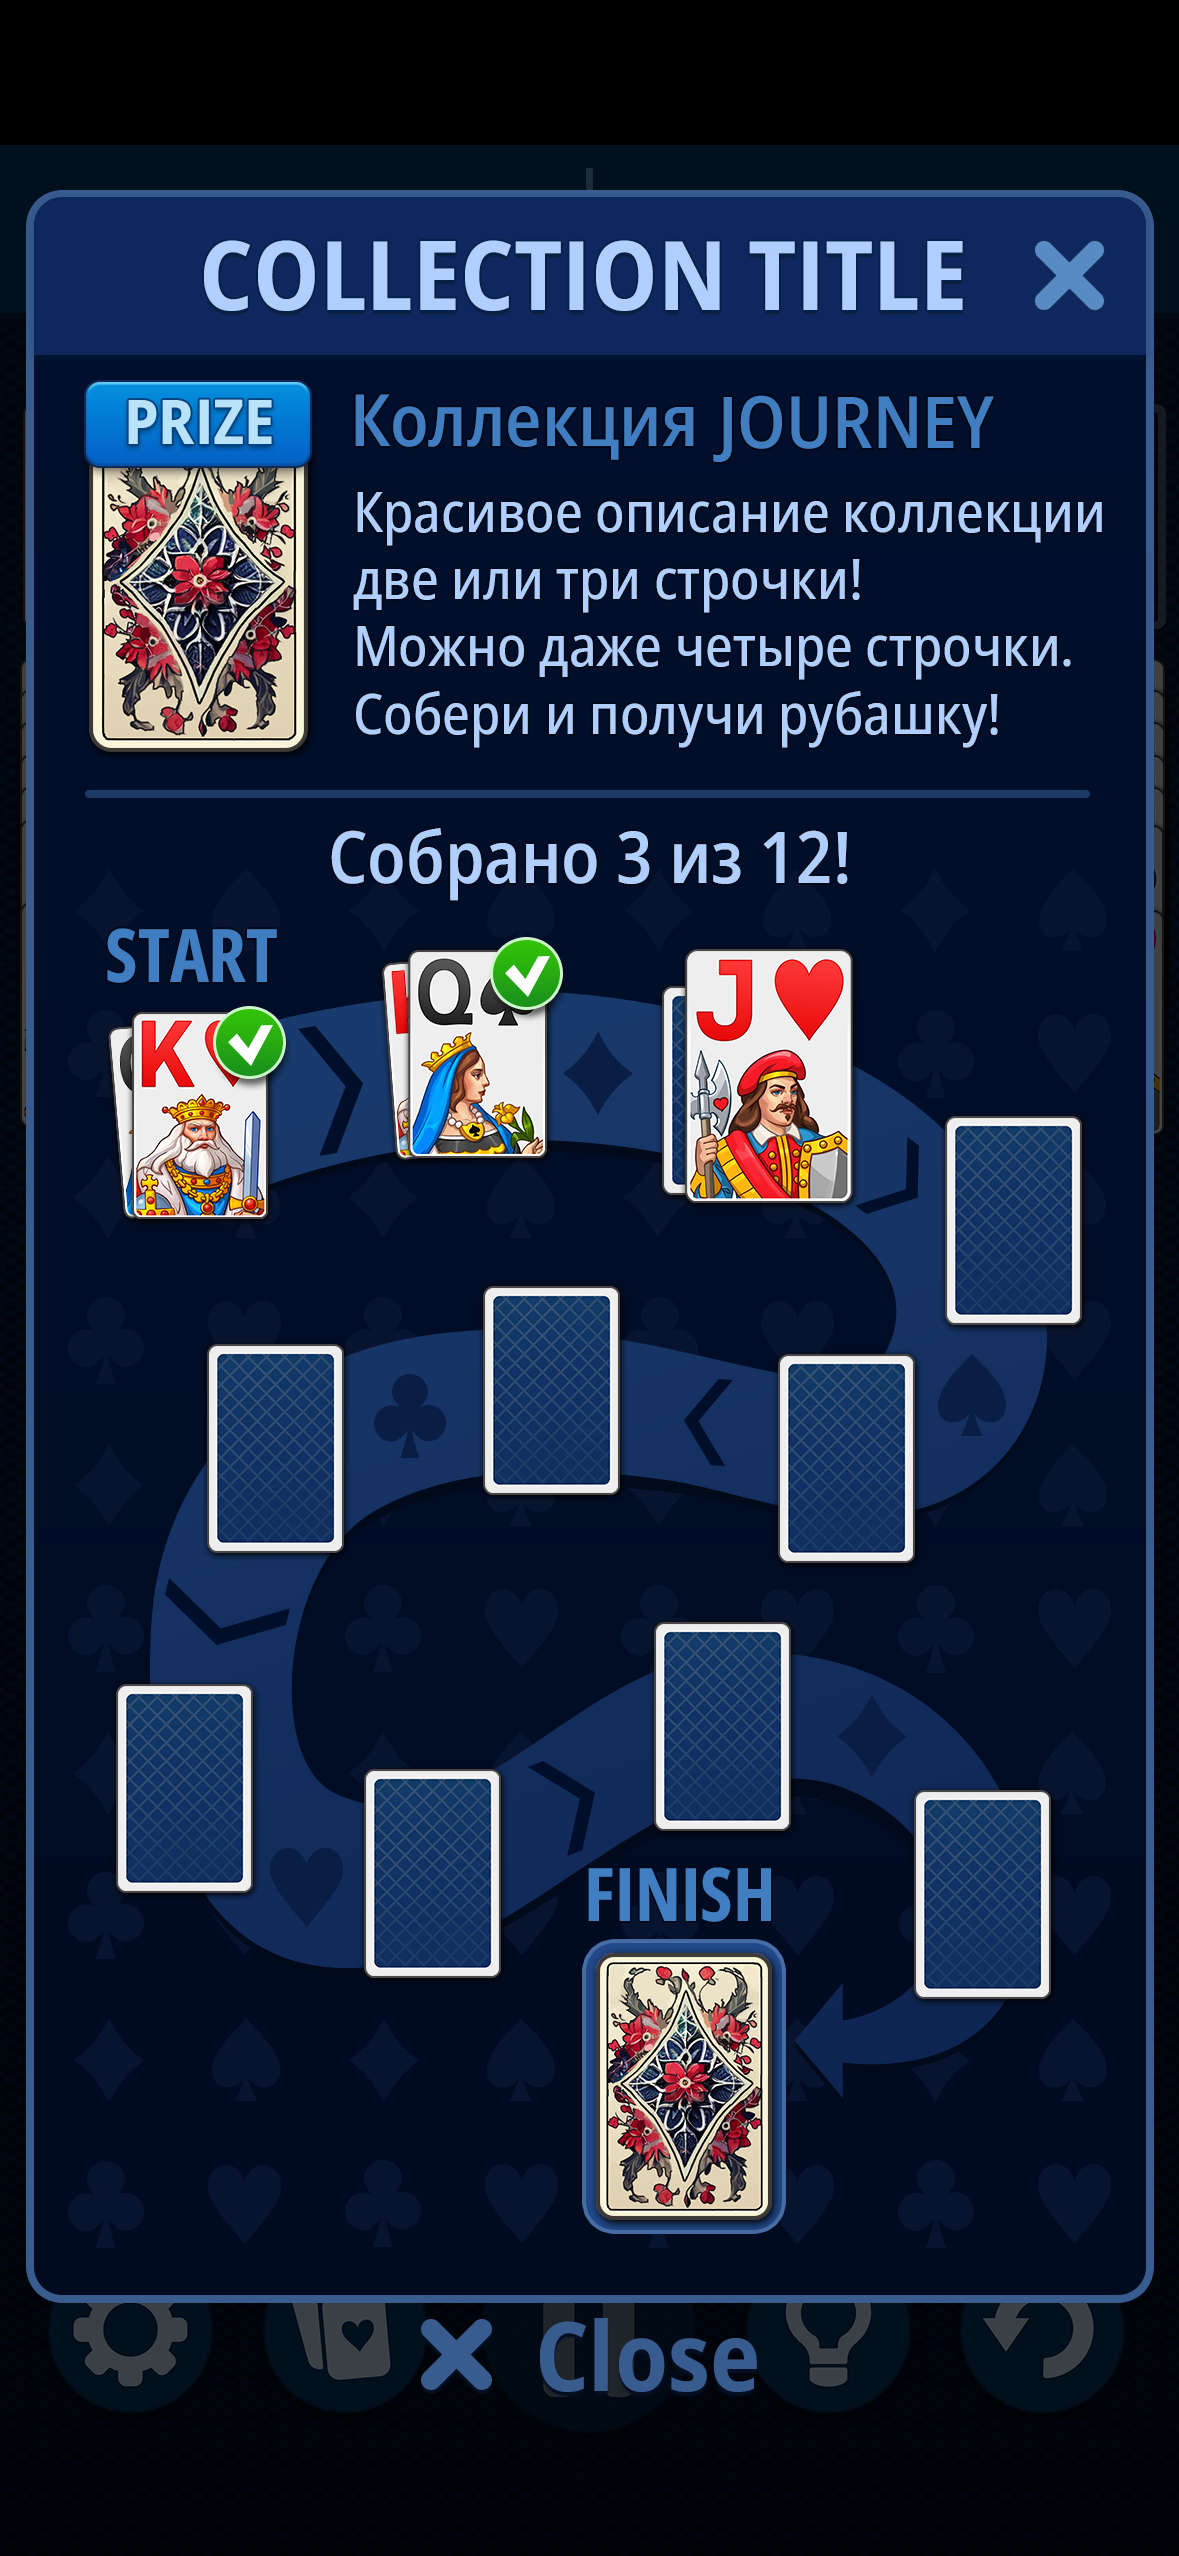 COLLECTION TITLE
PRIZE
Коллекция JOURNEY
Красивое описание коллекции
две или три строчки!
Можно даже четыре строчки.
Собери и получи рубашку!
Собрано 3 из 12!
START
K
Q
J
FINISH
Close